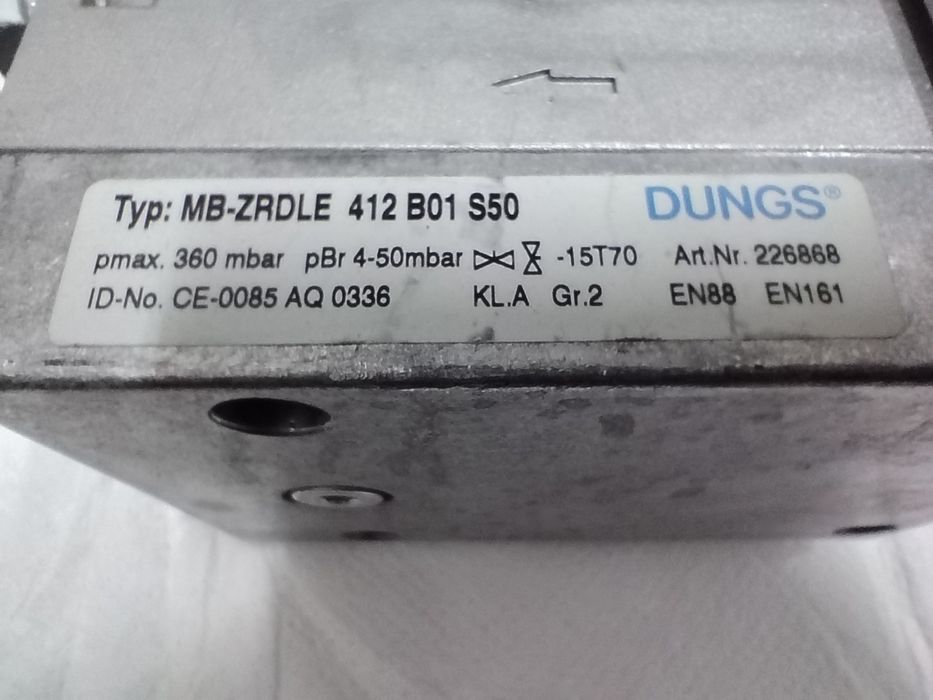 Typ: MB-ZRDLE 412 B01 S50 DUNGS®
pmax. 360 mbar pBr 4-50mbar -15T70 Art.Nr. 226868
ID-No. CE-0085 AQ 0336 KL.A Gr.2 EN88 EN161